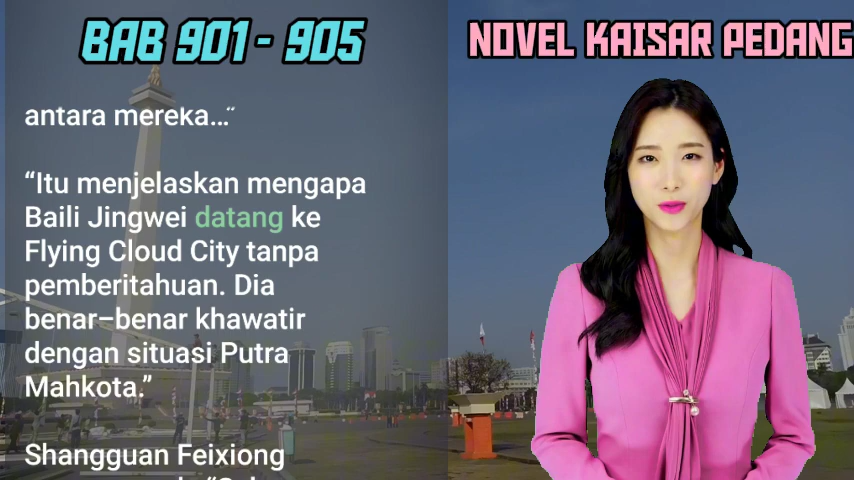 BAB 901 - 905
NOVEL KAISAR PEDANG
antara mereka…“
“Itu menjelaskan mengapa
Baili Jingwei datang ke
Flying Cloud City tanpa
pemberitahuan. Dia
benar–benar khawatir
dengan situasi Putra
Mahkota.”
Shangguan Feixiong